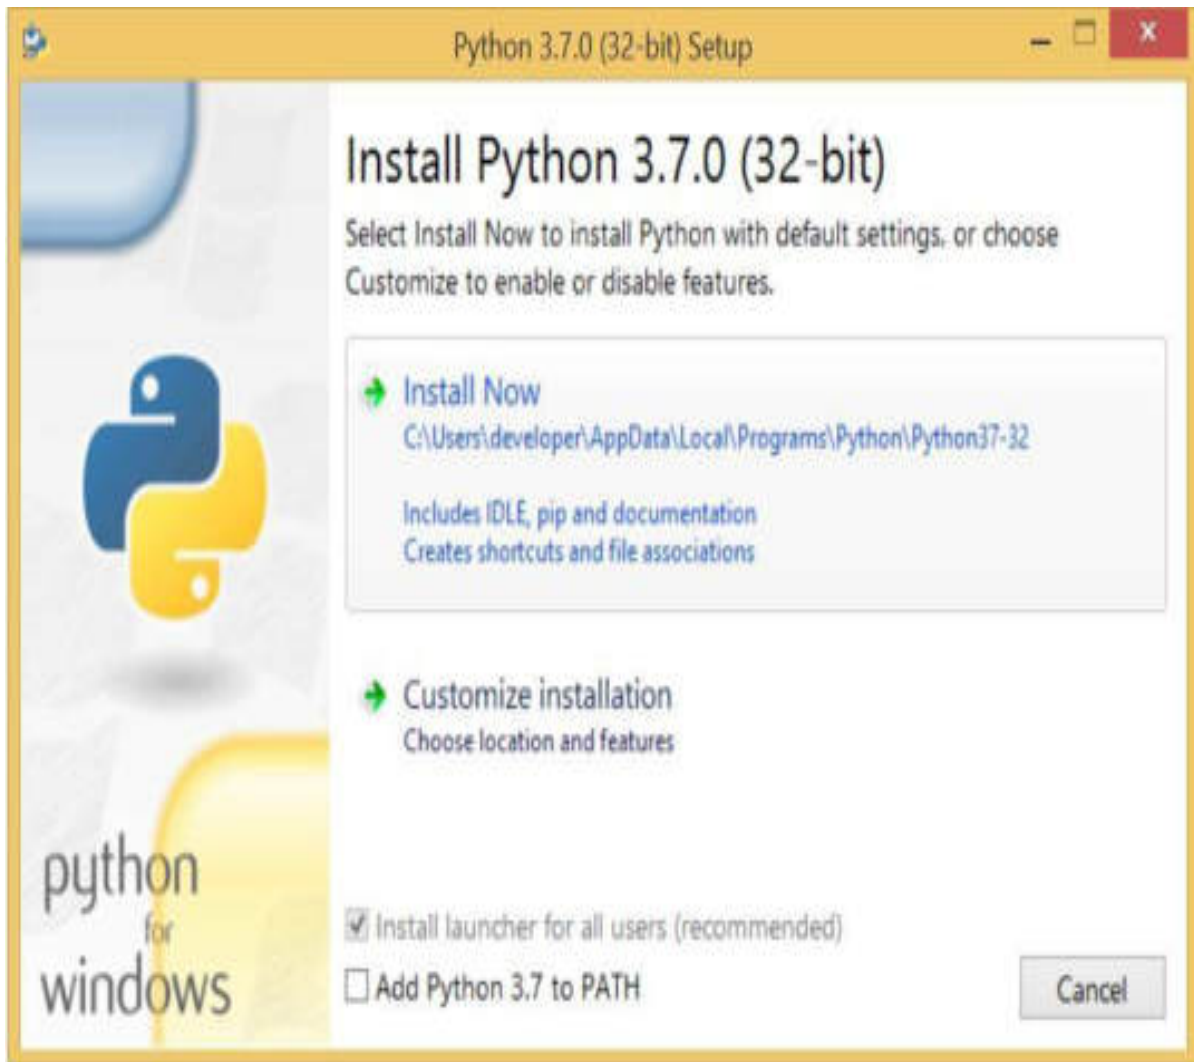 Python 3.7.0 (32-bit) Setup
Install Python 3.7.0 (32-bit)
Select Install Now to install Python with default settings, or choose
Customize to enable or disable features.
Install Now
C:\Users\developer\AppData\Local\Programs\Python\Python37-32
Includes IDLE, pip and documentation
Creates shortcuts and file associations
Customize installation
Choose location and features
python
for
windows
Install launcher for all users (recommended)
Add Python 3.7 to PATH
Cancel